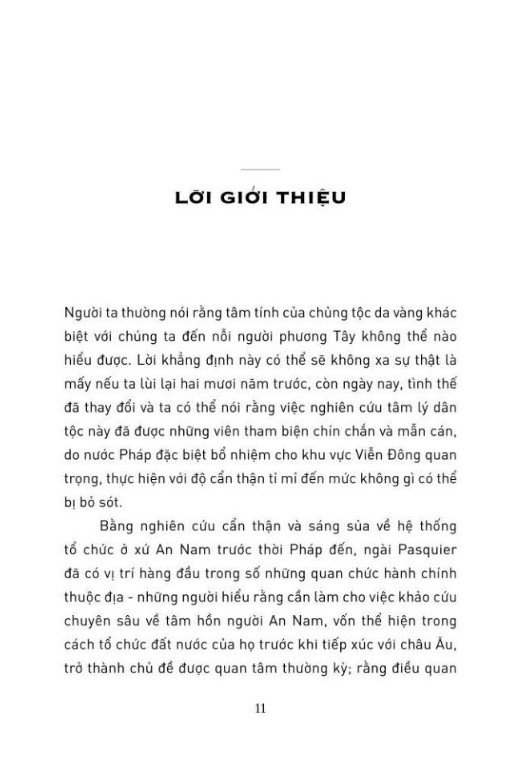 LỜI GIỚI THIỆU
Người ta thường nói rằng tâm tính của chủng tộc da vàng khác
biệt với chúng ta đến nỗi người phương Tây không thể nào
hiểu được. Lời khẳng định này có thể sẽ không xa sự thật là
mấy nếu ta lùi lại hai mươi năm trước, còn ngày nay, tình thế
đã thay đổi và ta có thể nói rằng việc nghiên cứu tâm lý dân
tộc này đã được những viên tham biện chín chắn và mẫn cán,
do nước Pháp đặc biệt bổ nhiệm cho khu vực Viễn Đông quan
trọng, thực hiện với độ cẩn thận tỉ mỉ đến mức không gì có thể
bị bỏ sót.
Bằng nghiên cứu cẩn thận và sáng sủa về hệ thống
tổ chức ở xứ An Nam trước thời Pháp đến, ngài Pasquier
đã có vị trí hàng đầu trong số những quan chức hành chính
thuộc địa - những người hiểu rằng cần làm cho việc khảo cứu
chuyên sâu về tâm hồn người An Nam, vốn thể hiện trong
cách tổ chức đất nước của họ trước khi tiếp xúc với châu Âu,
trở thành chủ đề được quan tâm thường kỳ; rằng điều quan
11